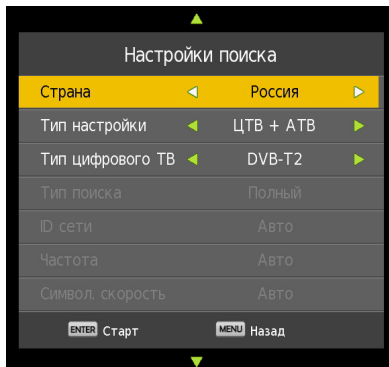 Настройки поиска
Страна Россия
Тип настройки ЦТВ + АТВ
Тип цифрового ТВ DVB-T2
Тип поиска Полный
ID сети Авто
Частота Авто
Символ. скорость Авто
ENTER Старт MENU Назад